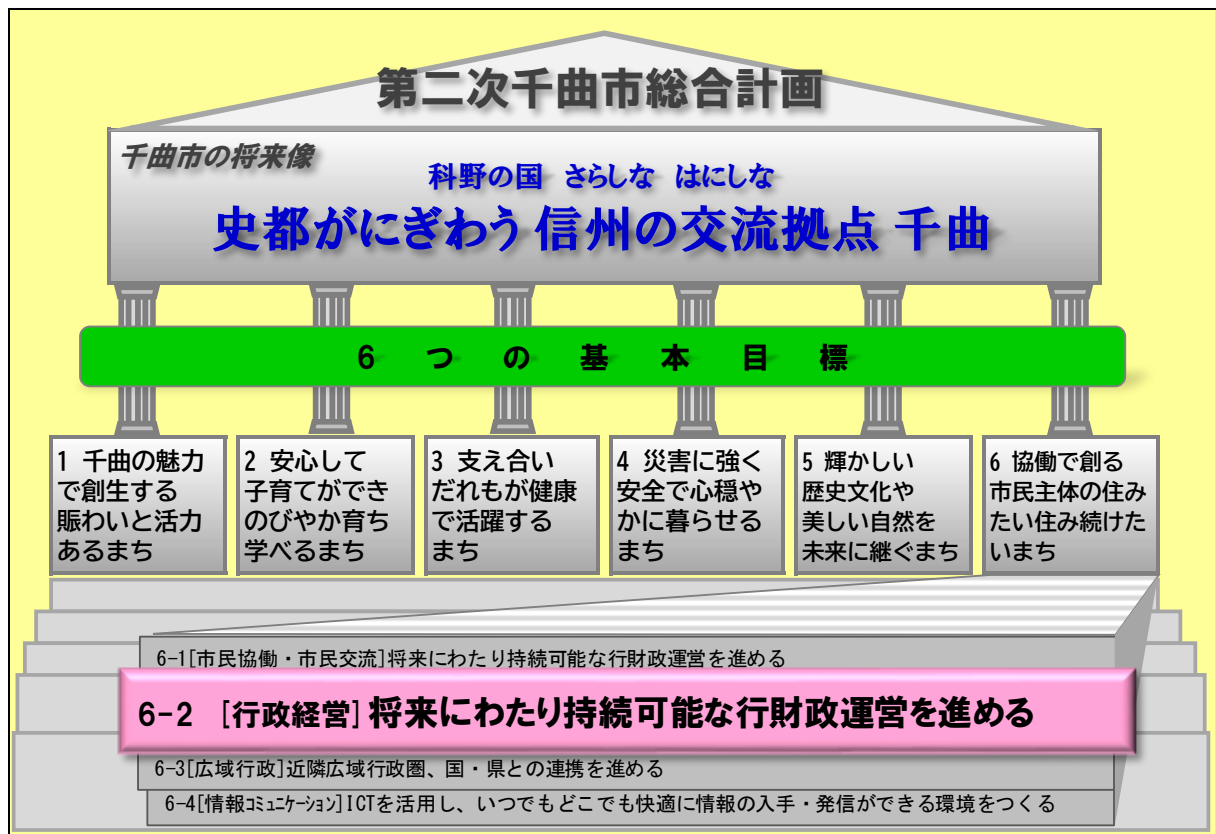 第二次千曲市総合計画
千曲市の将来像
科野の国 さらしな はにしな
史都がにぎわう 信州の交流拠点 千曲
6つの基本目標
1 千曲の魅力
で創生する
賑わいと活力
あるまち
2 安心して
子育てができ
のびやか育ち
学べるまち
3 支え合い
だれもが健康
で活躍する
まち
4 災害に強く
安全で心穏や
かに暮らせる
まち
5 輝かしい
歴史文化や
美しい自然を
未来に継ぐまち
6 協働で創る
市民主体の住み
たい住み続けた
いまち
6-1[市民協働・市民交流]将来にわたり持続可能な行財政運営を進める
6-2 [行政経営]将来にわたり持続可能な行財政運営を進める
6-3[広域行政]近隣広域行政圏、国・県との連携を進める
6-4[情報ｺﾐｭﾆｹｰｼｮﾝ]ICTを活用し、いつでもどこでも快適に情報の入手・発信ができる環境をつくる